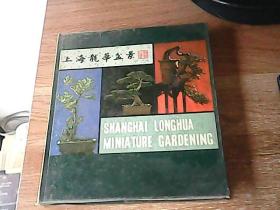 上海龍華盆景
SHANGHAI LONGHUA
MINIATURE GARDENING